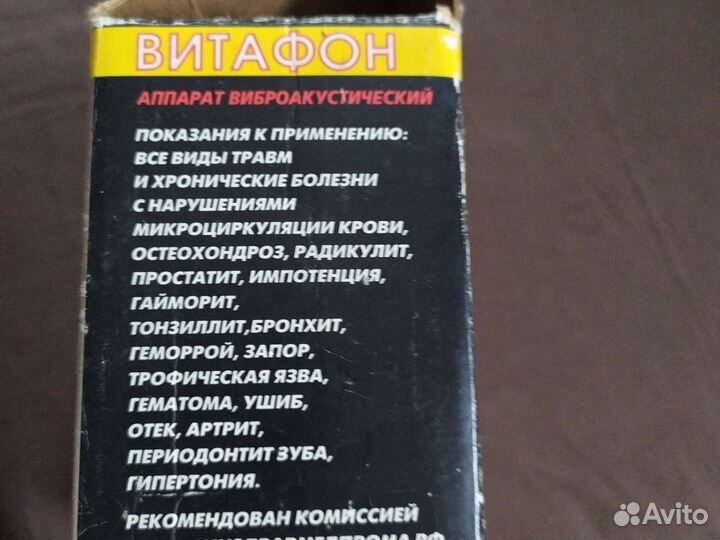 ВИТАФОН
АППАРАТ ВИБРОАКУСТИЧЕСКИЙ
ПОКАЗАНИЯ К ПРИМЕНЕНИЮ:
ВСЕ ВИДЫ ТРАВМ
И ХРОНИЧЕСКИЕ БОЛЕЗНИ
С НАРУШЕНИЯМИ
МИКРОЦИРКУЛЯЦИИ КРОВИ,
ОСТЕОХОНДРОЗ, РАДИКУЛИТ,
ПРОСТАТИТ, ИМПОТЕНЦИЯ,
ГАЙМОРИТ,
ТОНЗИЛЛИТ,БРОНХИТ,
ГЕМОРРОЙ, ЗАПОР,
ТРОФИЧЕСКАЯ ЯЗВА,
ГЕМАТОМА, УШИБ,
ОТЕК, АРТРИТ,
ПЕРИОДОНТИТ ЗУБА,
ГИПЕРТОНИЯ.
РЕКОМЕНДОВАН КОМИССИЕЙ
РФ
Avito